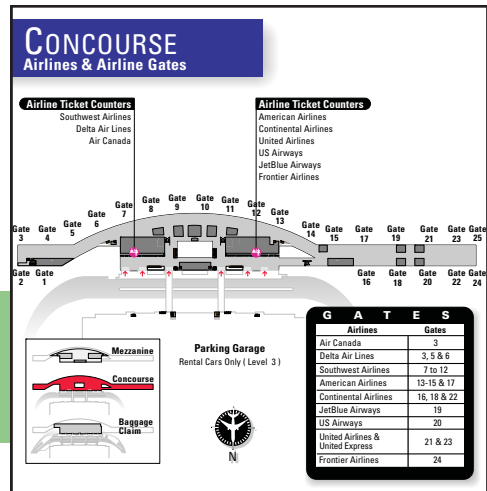 CONCOURSE
Airlines & Airline Gates
Airline Ticket Counters
Southwest Airlines
Delta Air Lines
Air Canada
Airline Ticket Counters
American Airlines
Continental Airlines
United Airlines
US Airways
JetBlue Airways
Frontier Airlines
Gate 3
Gate 4
Gate 5
Gate 6
Gate 7
Gate 8
Gate 9
Gate 10
Gate 11
Gate 12
Gate 13
Gate 14
Gate 15
Gate 17
Gate 19
Gate 21
Gate 23
Gate 25
Gate 2
Gate 1
Gate 16
Gate 18
Gate 20
Gate 22
Gate 24
Parking Garage
Rental Cars Only ( Level 3 )
Mezzanine
Concourse
Baggage
Claim
N
GATES
Airlines Gates
Air Canada 3
Delta Air Lines 3, 5 & 6
Southwest Airlines 7 to 12
American Airlines 13-15 & 17
Continental Airlines 16, 18 & 22
JetBlue Airways 19
US Airways 20
United Airlines &
United Express 21 & 23
Frontier Airlines 24